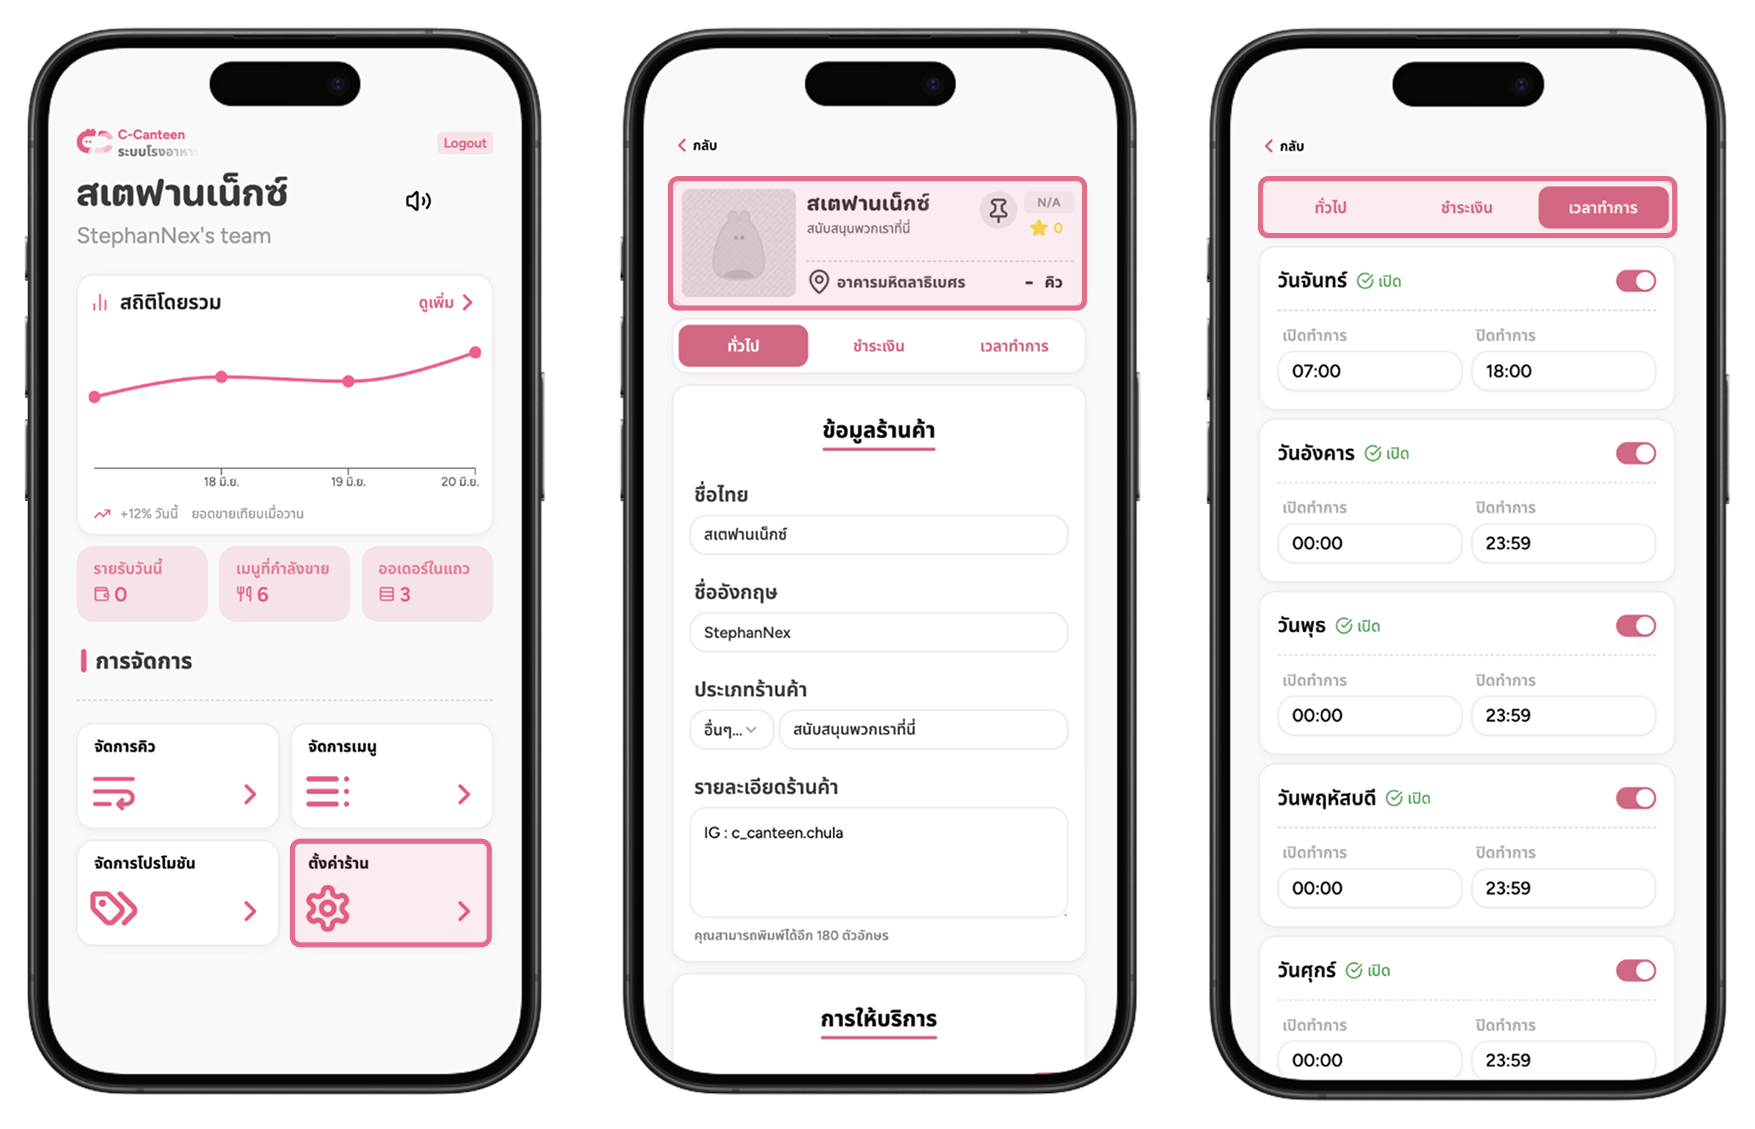 C-Canteen
ระบบโรงอาหาร
Logout
สเตฟานเน็กซ์
StephanNex's team
สถิติโดยรวม
ดูเพิ่ม
18 มิ.ย.
19 มิ.ย.
20 มิ.ย.
+12% วันนี้ ยอดขายเทียบเมื่อวาน
รายรับวันนี้
0
เมนูที่กำลังขาย
6
ออเดอร์ในแถว
3
การจัดการ
จัดการคิว
จัดการเมนู
จัดการโปรโมชัน
ตั้งค่าร้าน
กลับ
สเตฟานเน็กซ์
N/A
สนับสนุนพวกเราที่นี่
0
อาคารมหิตลาธิเบศร
- คิว
ทั่วไป
ชำระเงิน
เวลาทำการ
ข้อมูลร้านค้า
ชื่อไทย
สเตฟานเน็กซ์
ชื่ออังกฤษ
StephanNex
ประเภทร้านค้า
อื่นๆ...
สนับสนุนพวกเราที่นี่
รายละเอียดร้านค้า
IG : c_canteen.chula
คุณสามารถพิมพ์ได้อีก 180 ตัวอักษร
การให้บริการ
กลับ
ทั่วไป
ชำระเงิน
เวลาทำการ
วันจันทร์ เปิด
เปิดทำการ ปิดทำการ
07:00 18:00
วันอังคาร เปิด
เปิดทำการ ปิดทำการ
00:00 23:59
วันพุธ เปิด
เปิดทำการ ปิดทำการ
00:00 23:59
วันพฤหัสบดี เปิด
เปิดทำการ ปิดทำการ
00:00 23:59
วันศุกร์ เปิด
เปิดทำการ ปิดทำการ
00:00 23:59